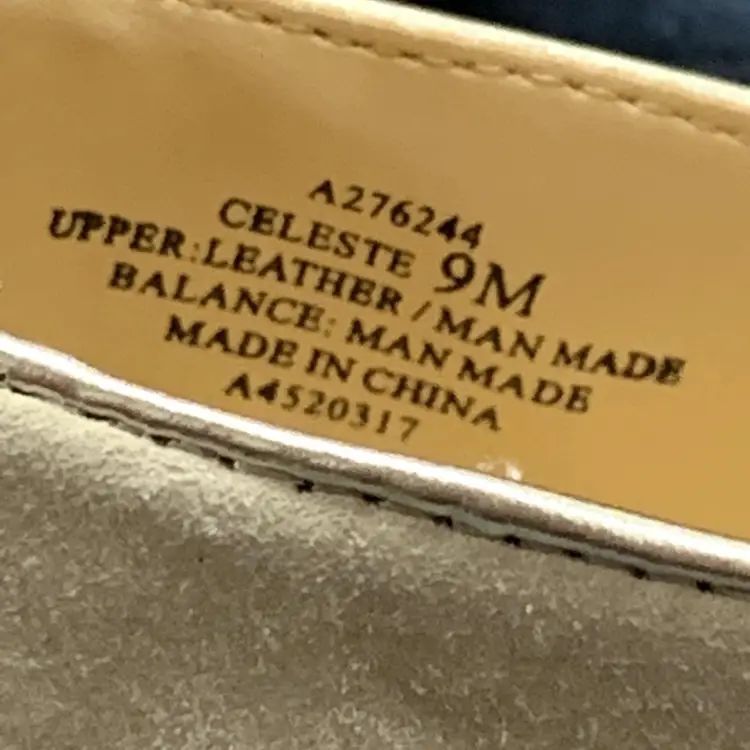 A276244
CELESTE 9M
UPPER:LEATHER / MAN MADE
BALANCE: MAN MADE
MADE IN CHINA
A4520317